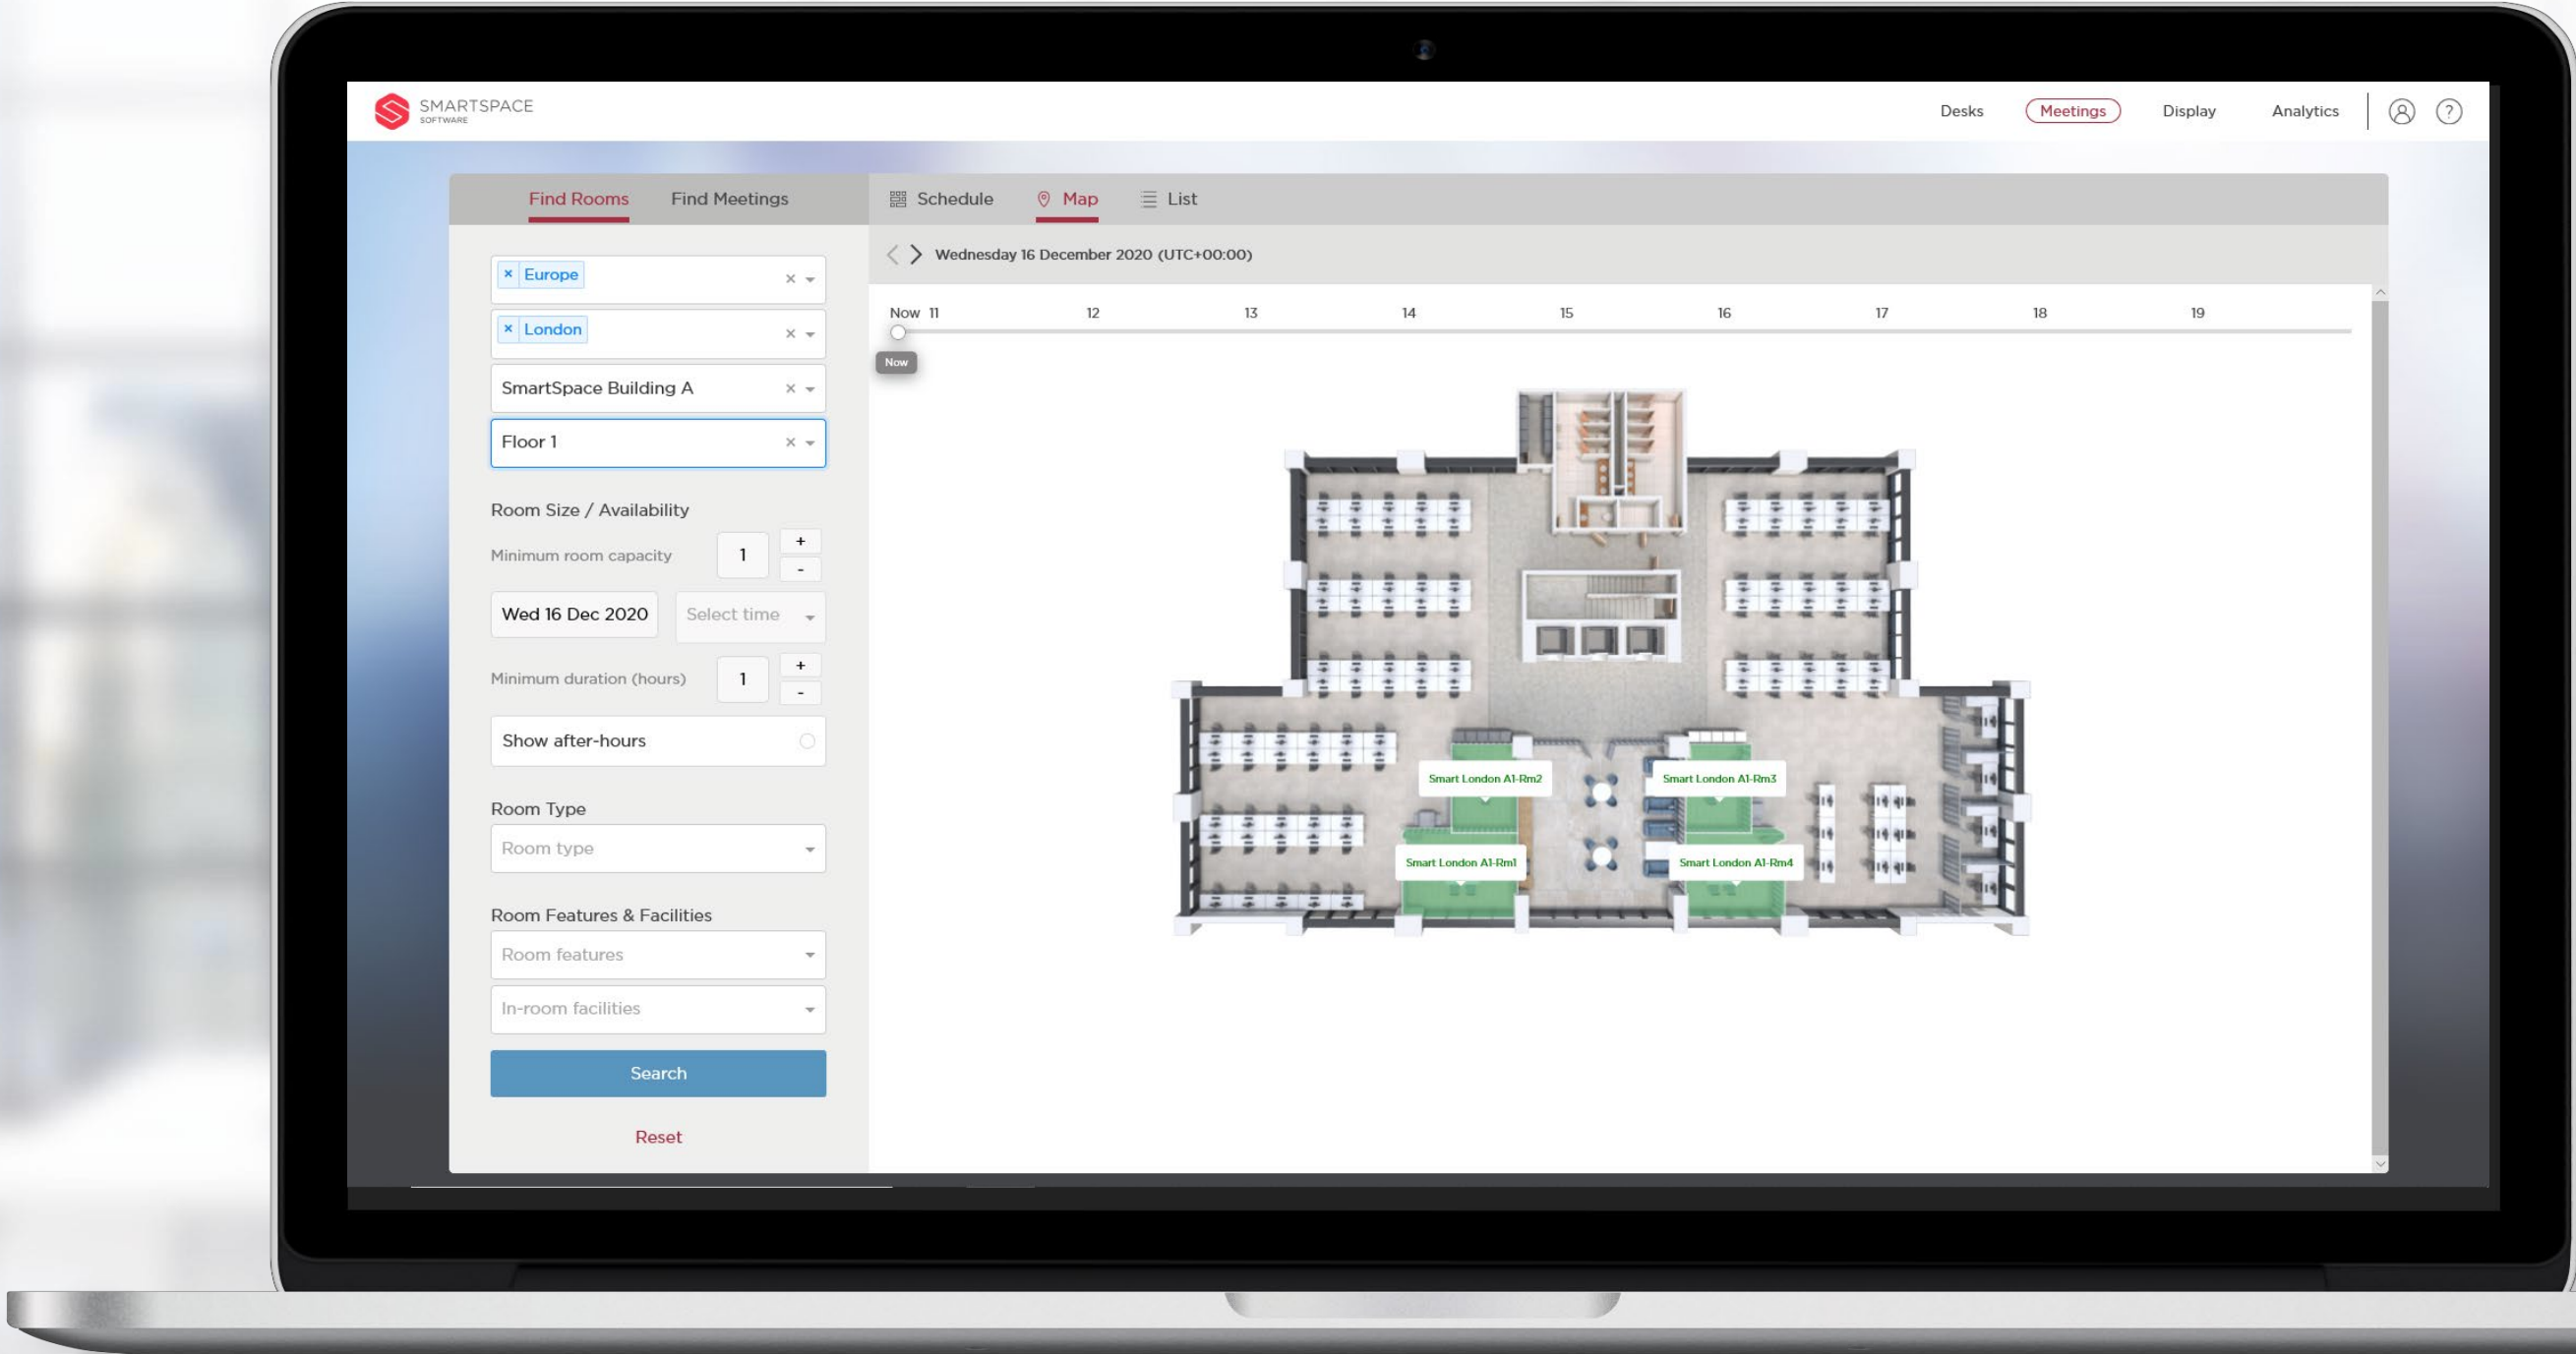 SMARTSPACE
SOFTWARE
Desks Meetings Display Analytics ?
Find Rooms Find Meetings
Schedule Map List
× Europe ×
× London ×
SmartSpace Building A ×
Floor 1 ×
Room Size / Availability
Minimum room capacity 1 + -
Wed 16 Dec 2020 Select time
Minimum duration (hours) 1 + -
Show after-hours
Room Type
Room type
Room Features & Facilities
Room features
In-room facilities
Search
Reset
Wednesday 16 December 2020 (UTC+00:00)
Now 11 12 13 14 15 16 17 18 19
Now
Smart London A1-Rm2
Smart London A1-Rm3
Smart London A1-Rm1
Smart London A1-Rm4